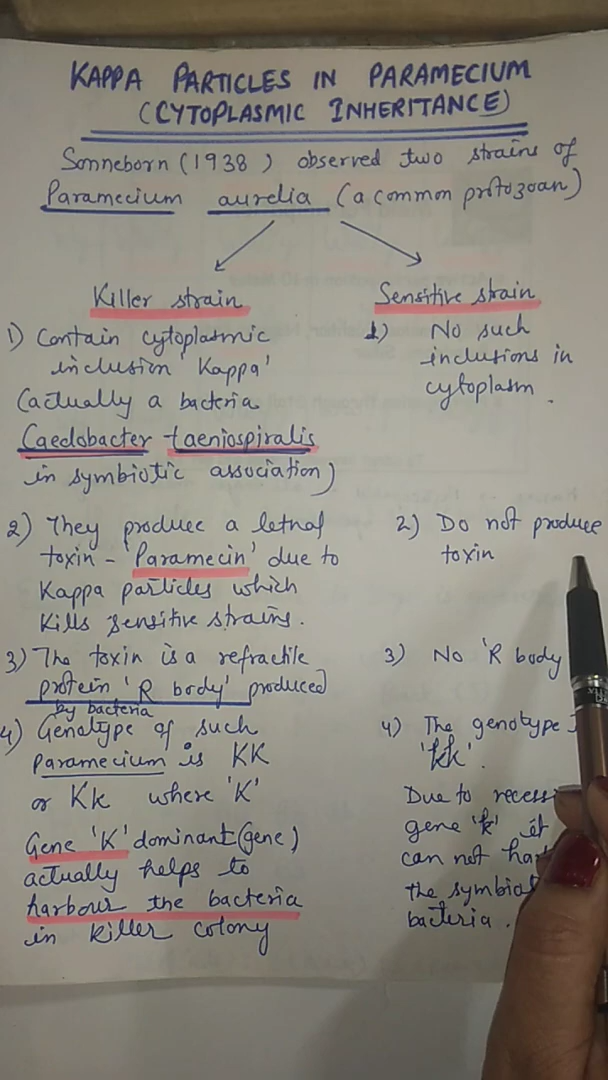 KAPPA PARTICLES IN PARAMECIUM
(CYTOPLASMIC INHERITANCE)
Sonneborn (1938) observed two strains of
Paramecium aurelia (a common protozoan)
Killer strain
1) Contain cytoplasmic
inclusion 'Kappa'
(actually a bacteria
Caedobacter taeniospiralis
in symbiotic association)
2) They produce a lethal
toxin - 'Paramecin' due to
Kappa particles which
kills sensitive strains.
3) The toxin is a refractile
protein 'R body' produced
by bacteria
4) Genotype of such
Paramecium is KK
or Kk where 'K'
Gene 'K' dominant (gene)
actually helps to
harbour the bacteria
in killer colony
Sensitive strain
1) No such
inclusions in
cytoplasm.
2) Do not produce
toxin
3) No 'R body
4) The genotype
'kk'.
Due to recess
gene 'k' it
can not har
the symbiot
bacteria.